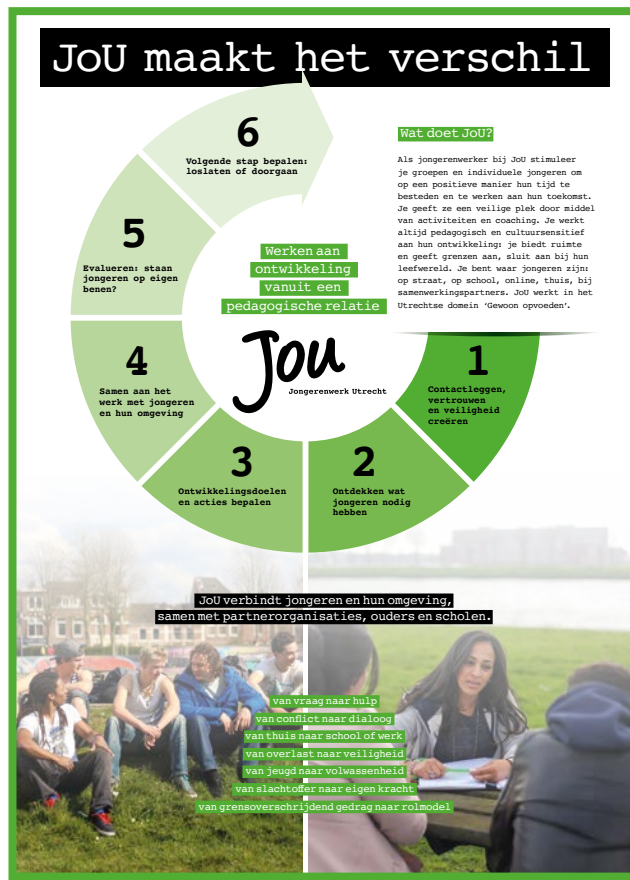 JoU maakt het verschil
Wat doet JoU?
Als jongerenwerker bij JoU stimuleer
je groepen en individuele jongeren om
op een positieve manier hun tijd te
besteden en te werken aan hun toekomst.
Je geeft ze een veilige plek door middel
van activiteiten en coaching. Je werkt
altijd pedagogisch en cultuursensitief
aan hun ontwikkeling: je biedt ruimte
en geeft grenzen aan, sluit aan bij hun
leefwereld. Je bent waar jongeren zijn:
op straat, op school, online, thuis, bij
samenwerkingspartners. JoU werkt in het
Utrechtse domein ‘Gewoon opvoeden’.
Werken aan
ontwikkeling
vanuit een
pedagogische relatie
Jou
Jongerenwerk Utrecht
1
Contactleggen,
vertrouwen
en veiligheid
creëren
2
Ontdekken wat
jongeren nodig
hebben
3
Ontwikkelingsdoelen
en acties bepalen
4
Samen aan het
werk met jongeren
en hun omgeving
5
Evalueren: staan
jongeren op eigen
benen?
6
Volgende stap bepalen:
loslaten of doorgaan
JoU verbindt jongeren en hun omgeving,
samen met partnerorganisaties, ouders en scholen.
van vraag naar hulp
van conflict naar dialoog
van thuis naar school of werk
van overlast naar veiligheid
van jeugd naar volwassenheid
van slachtoffer naar eigen kracht
van grensoverschrijdend gedrag naar rolmodel